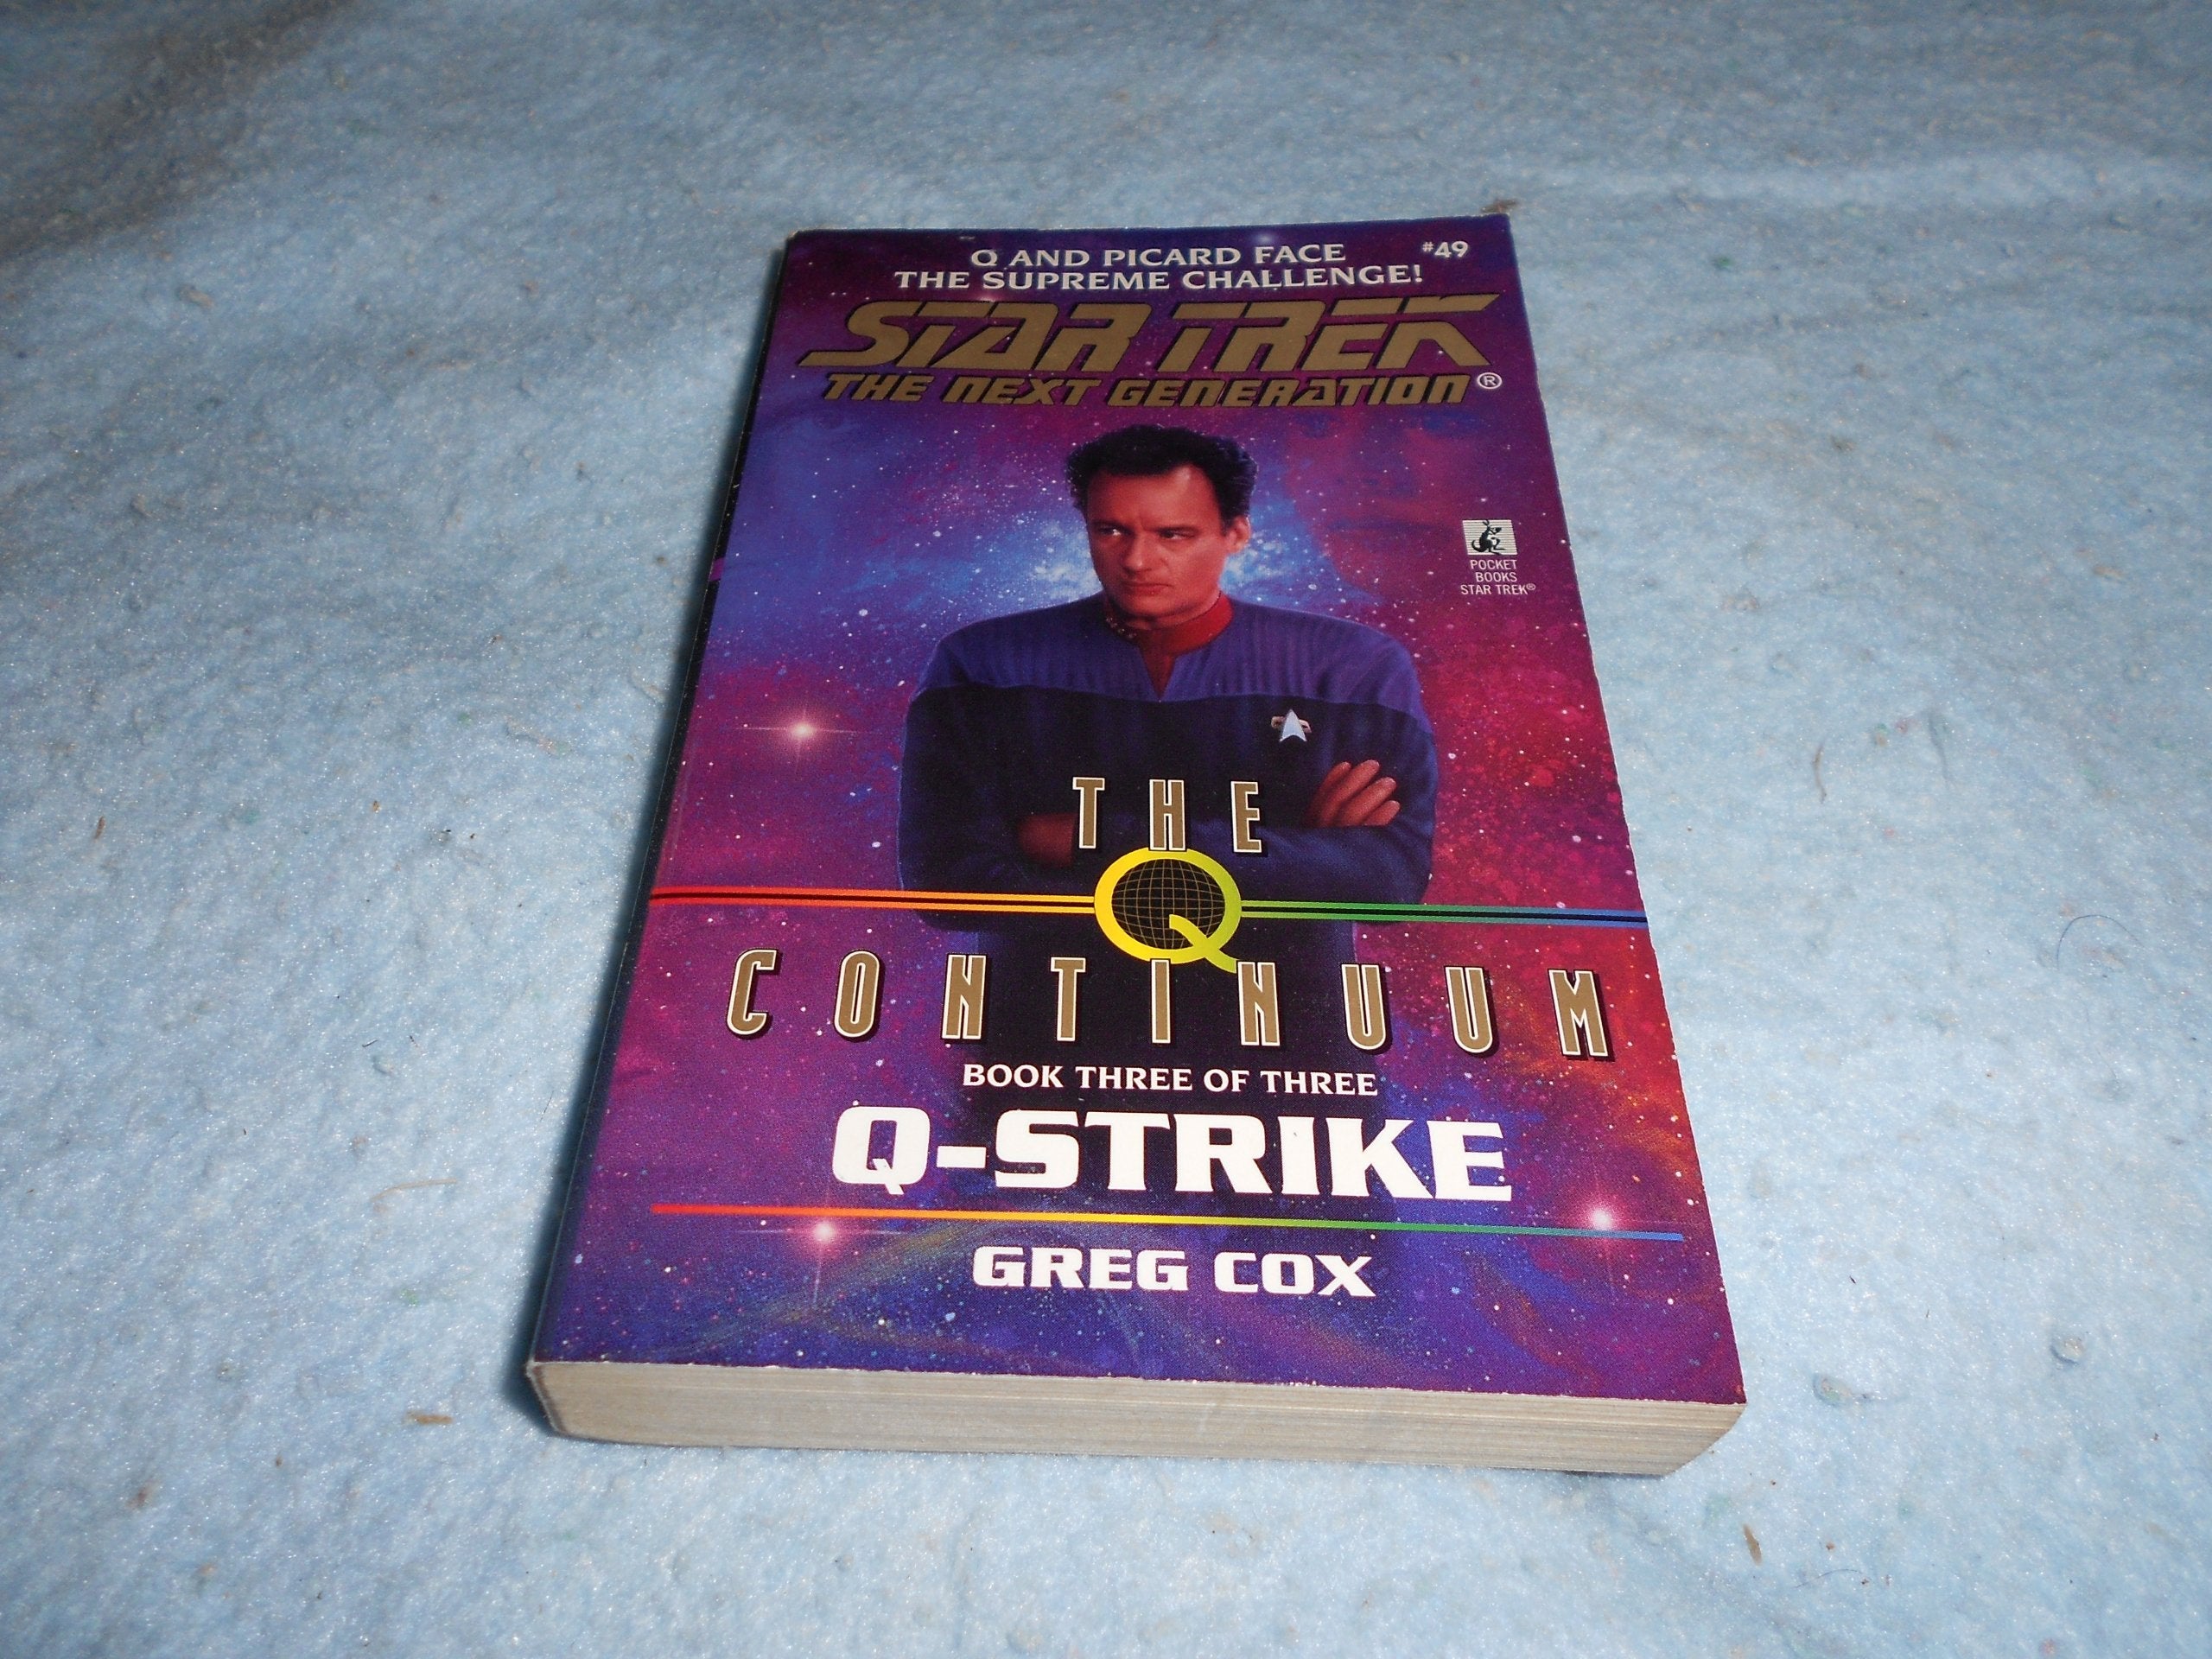 Q AND PICARD FACE
THE SUPREME CHALLENGE!
#49
STAR TREK
THE NEXT GENERATION®
POCKET
BOOKS
STAR TREK®
THE
Q
CONTINUUM
BOOK THREE OF THREE
Q-STRIKE
GREG COX